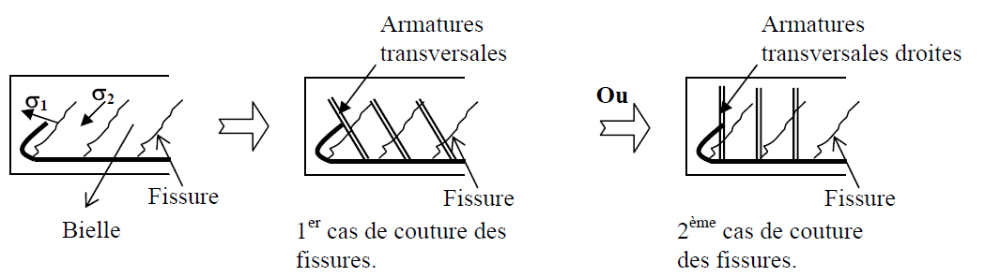 Armatures
transversales
Armatures
transversales droites
σ1
σ2
Ou
Fissure
Bielle
Fissure
1er cas de couture des
fissures.
Fissure
2ème cas de couture
des fissures.